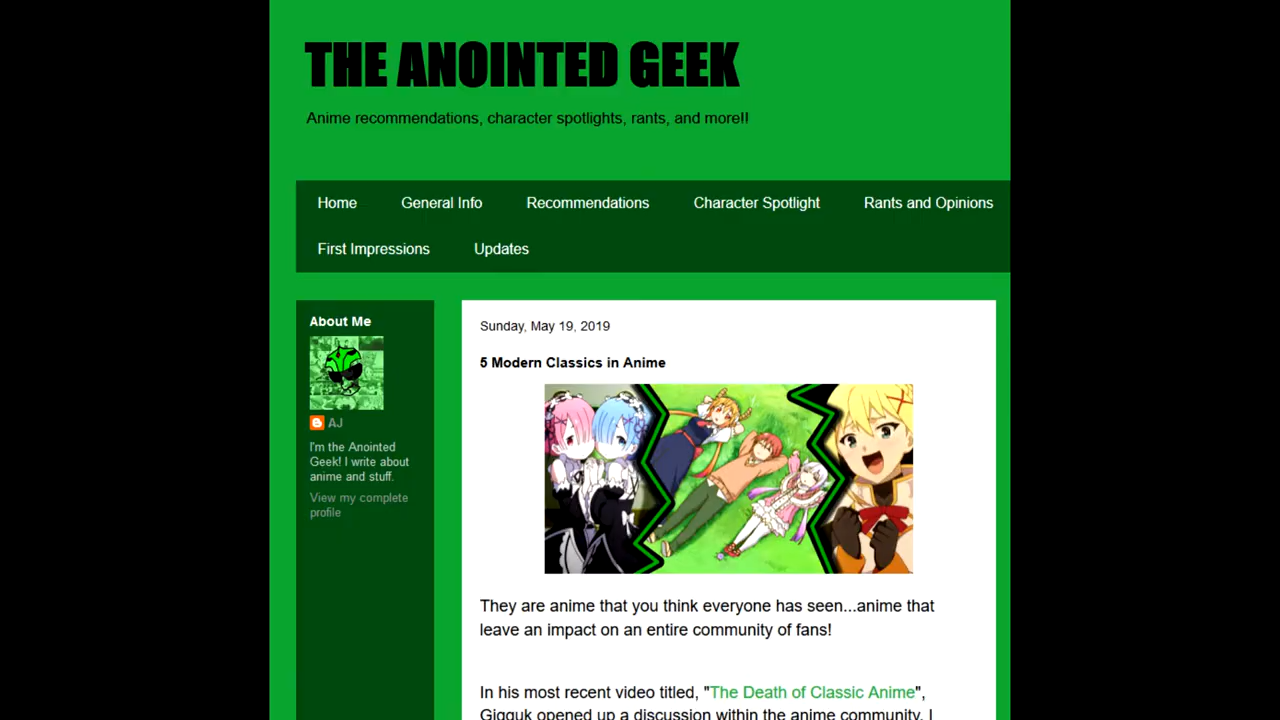 THE ANOINTED GEEK
Anime recommendations, character spotlights, rants, and more!!
Home General Info Recommendations Character Spotlight Rants and Opinions
First Impressions Updates
About Me
AJ
I'm the Anointed
Geek! I write about
anime and stuff.
View my complete
profile
Sunday, May 19, 2019
5 Modern Classics in Anime
They are anime that you think everyone has seen...anime that
leave an impact on an entire community of fans!
In his most recent video titled, "The Death of Classic Anime",
Gigguk opened up a discussion within the anime community. I